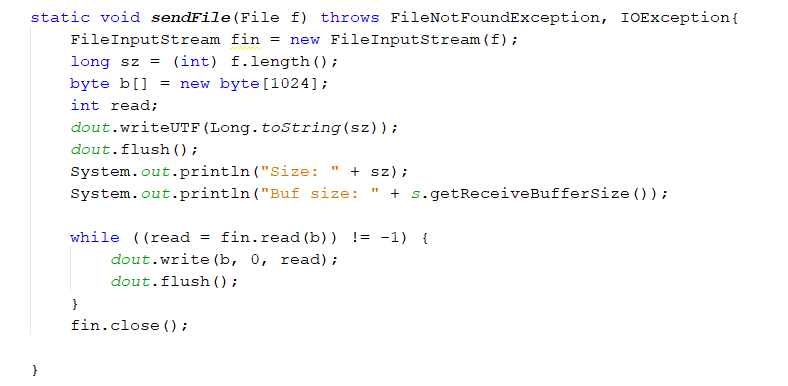 static void sendFile(File f) throws FileNotFoundException, IOException{
    FileInputStream fin = new FileInputStream(f);
    long sz = (int) f.length();
    byte b[] = new byte[1024];
    int read;
    dout.writeUTF(Long.toString(sz));
    dout.flush();
    System.out.println("Size: " + sz);
    System.out.println("Buf size: " + s.getReceiveBufferSize());

    while ((read = fin.read(b)) != -1) {
        dout.write(b, 0, read);
        dout.flush();
    }
    fin.close();

}